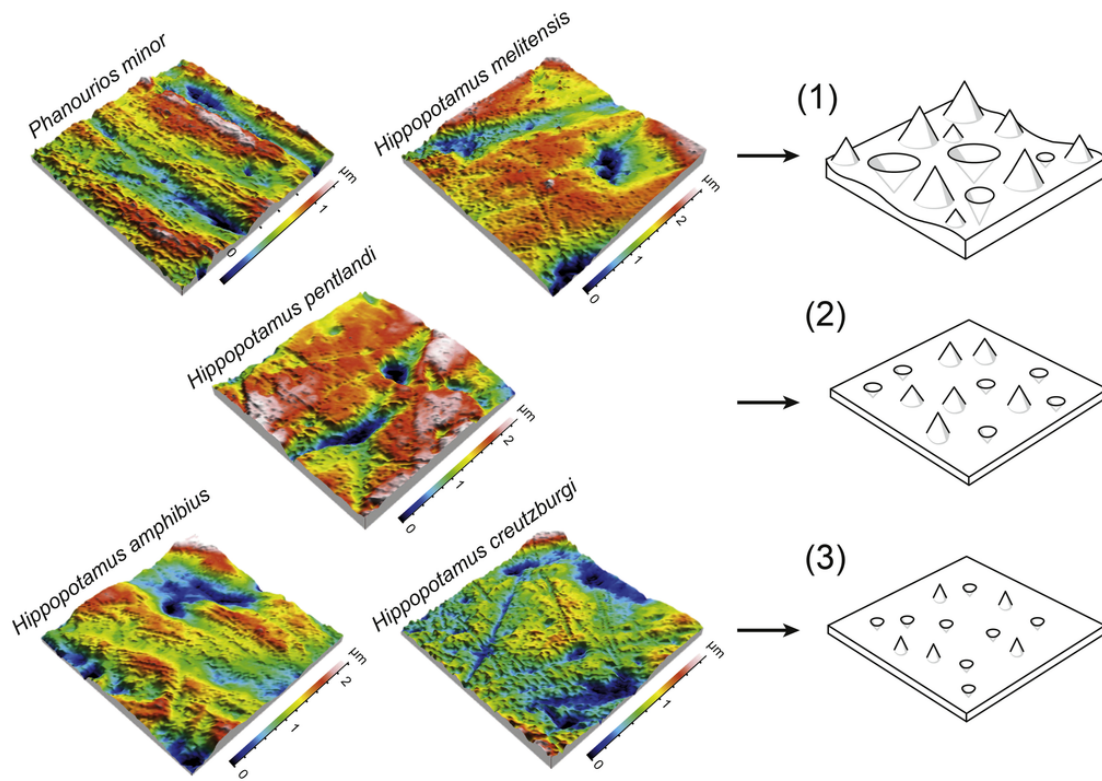 Phanourios minor
μm
1
0
Hippopotamus melitensis
μm
2
1
0
(1)
Hippopotamus pentlandi
μm
2
1
0
(2)
Hippopotamus amphibius
μm
2
1
0
Hippopotamus creutzburgi
μm
2
1
0
(3)